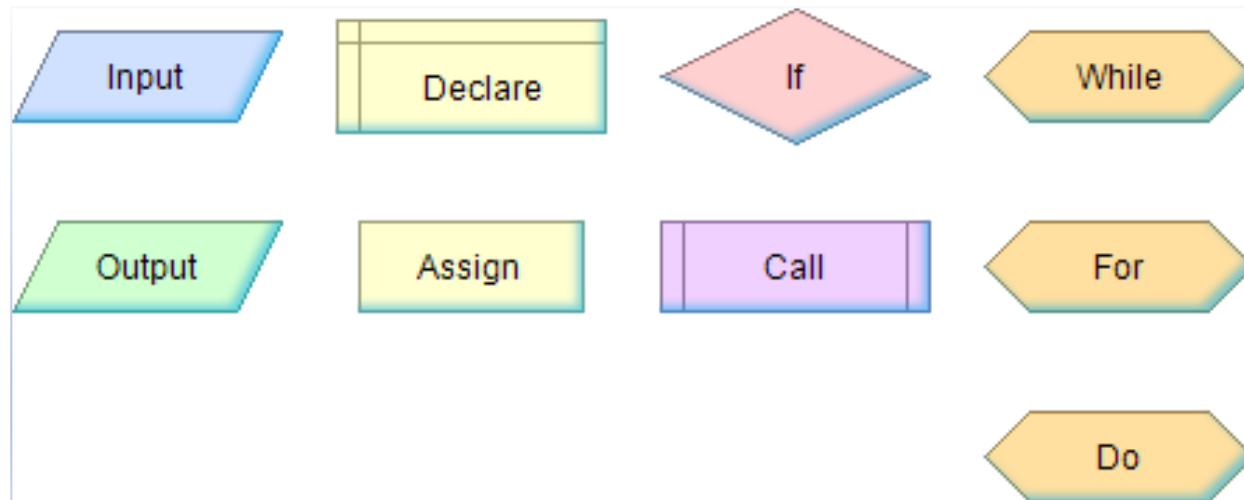 Input
Declare
If
While
Output
Assign
Call
For
Do